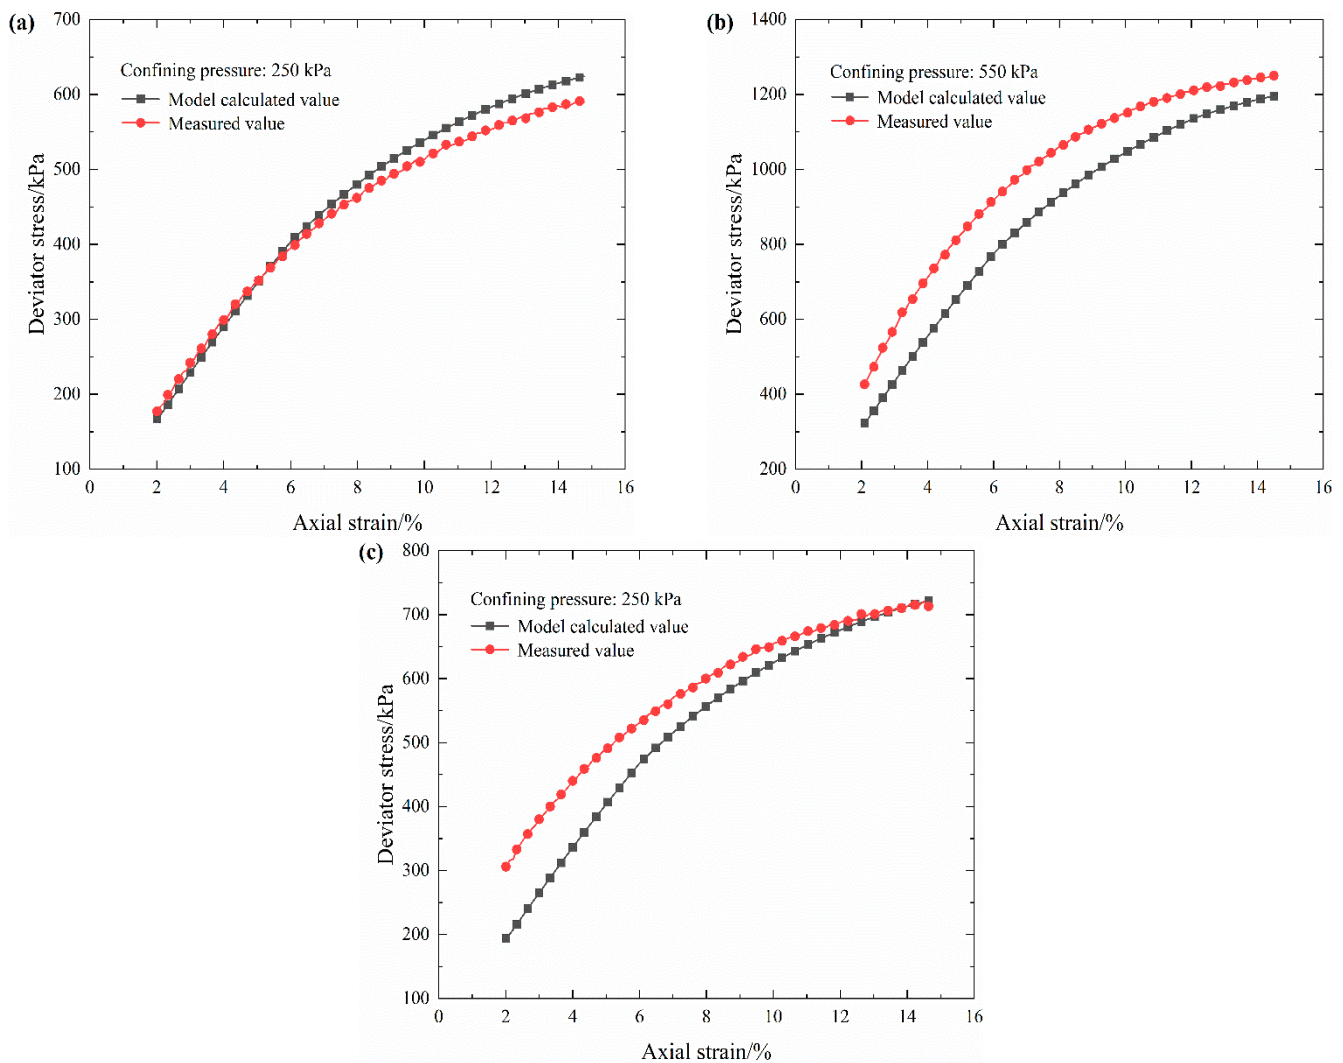 (a)
700
600
500
400
300
200
100
Deviator stress/kPa
Confining pressure: 250 kPa
Model calculated value
Measured value
0 2 4 6 8 10 12 14 16
Axial strain/%
(b)
1400
1200
1000
800
600
400
200
Deviator stress/kPa
Confining pressure: 550 kPa
Model calculated value
Measured value
0 2 4 6 8 10 12 14 16
Axial strain/%
(c)
800
700
600
500
400
300
200
100
Deviator stress/kPa
Confining pressure: 250 kPa
Model calculated value
Measured value
0 2 4 6 8 10 12 14 16
Axial strain/%